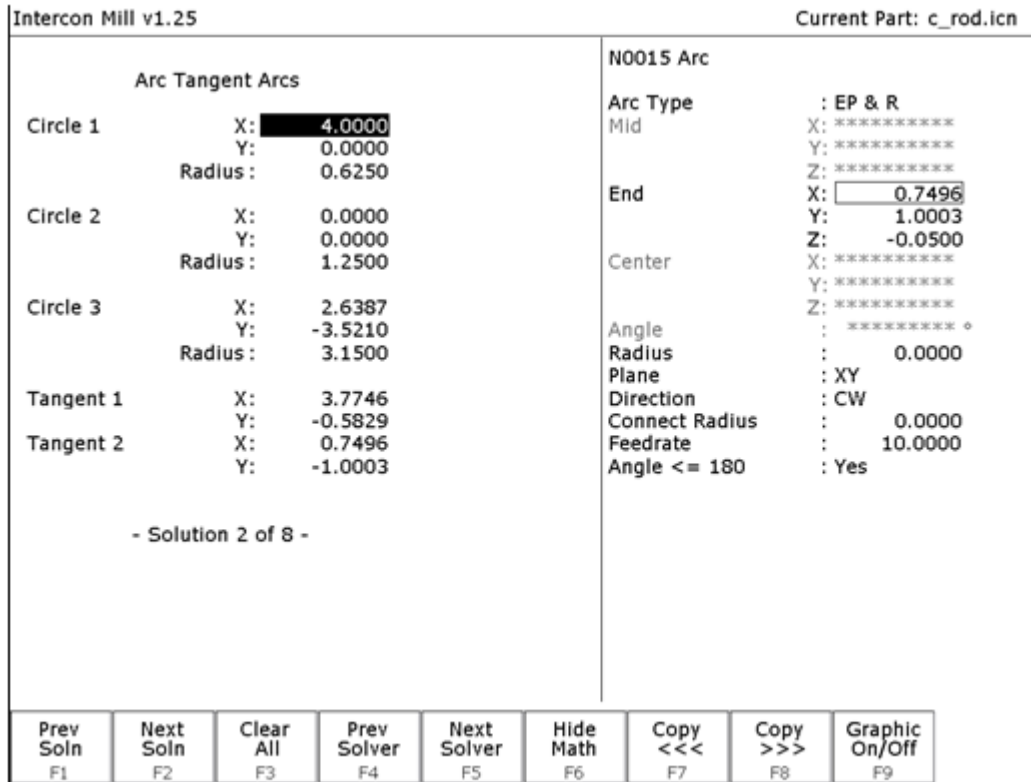 Intercon Mill v1.25 Current Part: c_rod.icn
Arc Tangent Arcs
Circle 1 X: 4.0000
Y: 0.0000
Radius : 0.6250
Circle 2 X: 0.0000
Y: 0.0000
Radius : 1.2500
Circle 3 X: 2.6387
Y: -3.5210
Radius : 3.1500
Tangent 1 X: 3.7746
Y: -0.5829
Tangent 2 X: 0.7496
Y: -1.0003
- Solution 2 of 8 -
N0015 Arc
Arc Type : EP & R
Mid X: **********
Y: **********
Z: **********
End X: 0.7496
Y: 1.0003
Z: -0.0500
Center X: **********
Y: **********
Z: **********
Angle : ********* °
Radius : 0.0000
Plane : XY
Direction : CW
Connect Radius : 0.0000
Feedrate : 10.0000
Angle <= 180 : Yes
Prev Soln F1
Next Soln F2
Clear All F3
Prev Solver F4
Next Solver F5
Hide Math F6
Copy <<< F7
Copy >>> F8
Graphic On/Off F9